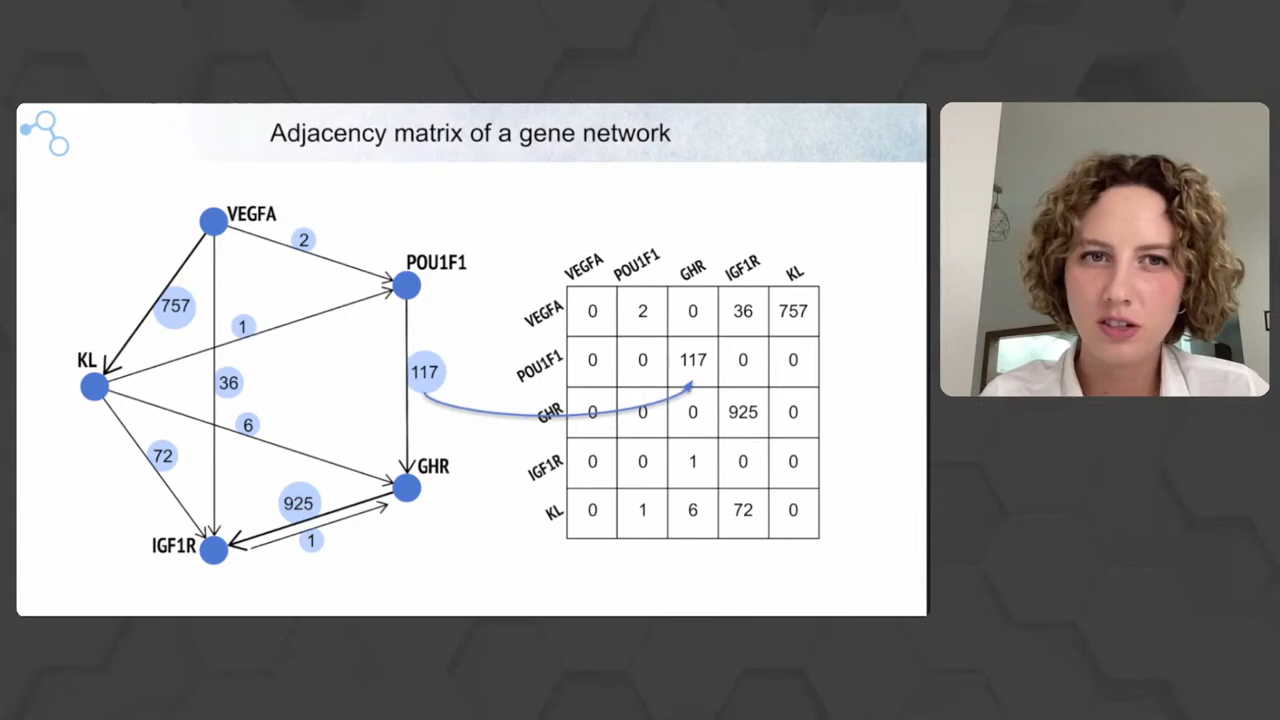 Adjacency matrix of a gene network
VEGFA
2
POU1F1
757
1
KL
36
117
6
72
GHR
925
IGF1R
1
VEGFA POU1F1 GHR IGF1R KL
VEGFA 0 2 0 36 757
POU1F1 0 0 117 0 0
GHR 0 0 0 925 0
IGF1R 0 0 1 0 0
KL 0 1 6 72 0